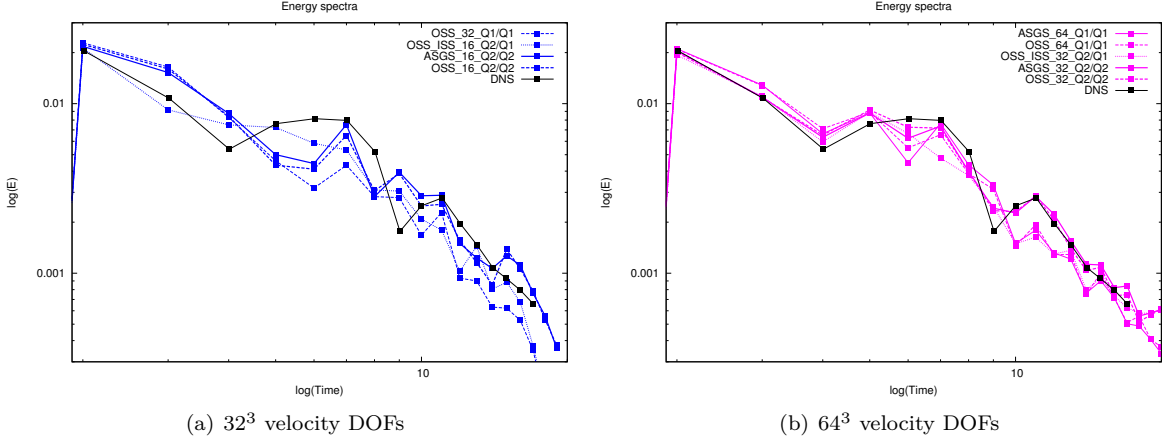 Energy spectra
OSS_32_Q1/Q1
OSS_ISS_16_Q2/Q1
ASGS_16_Q2/Q2
OSS_16_Q2/Q2
DNS
0.01
0.001
log(E)
10
log(Time)
(a) 32³ velocity DOFs
Energy spectra
ASGS_64_Q1/Q1
OSS_64_Q1/Q1
OSS_ISS_32_Q2/Q1
ASGS_32_Q2/Q2
OSS_32_Q2/Q2
DNS
0.01
0.001
log(E)
10
log(Time)
(b) 64³ velocity DOFs